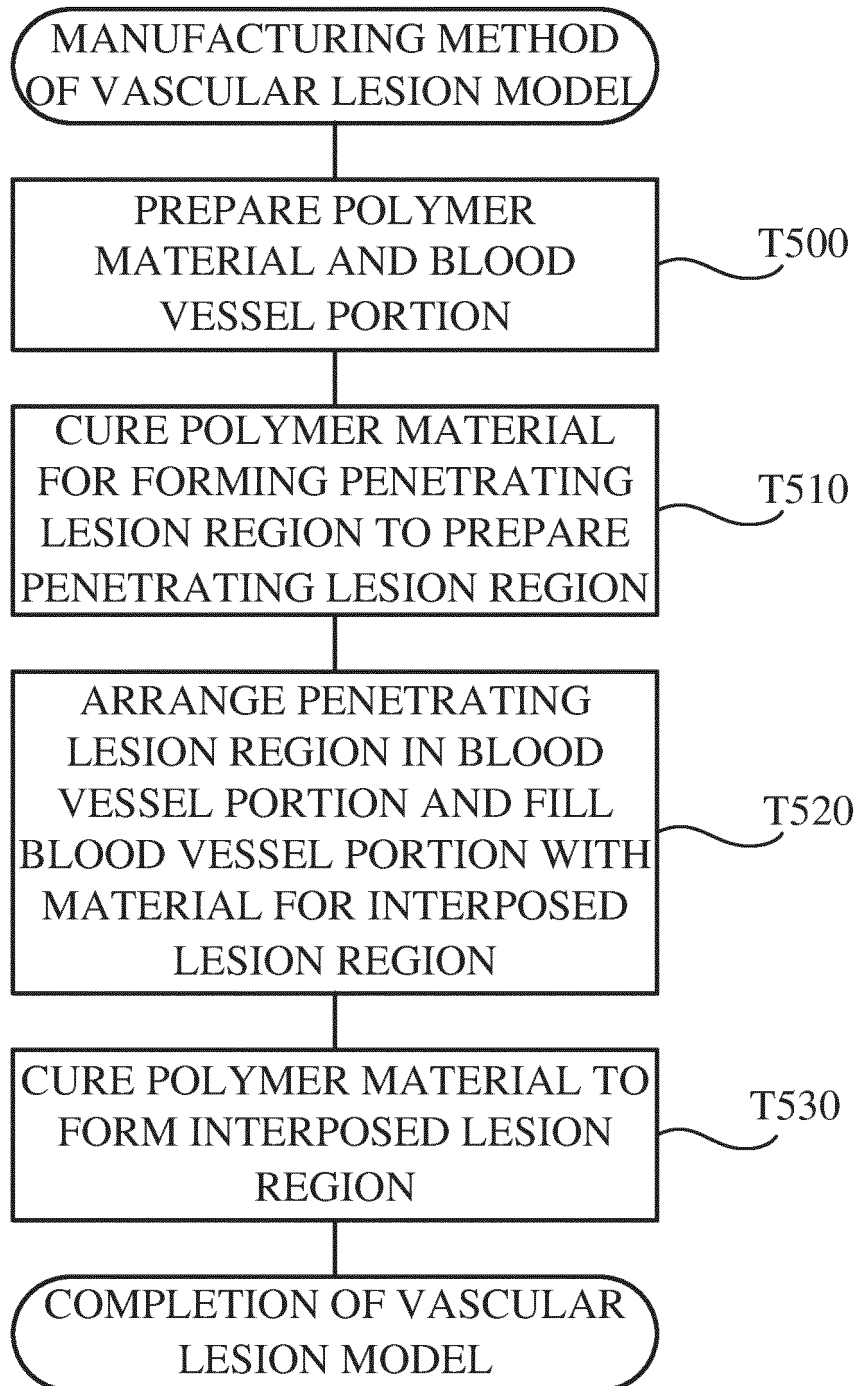 MANUFACTURING METHOD
OF VASCULAR LESION MODEL
PREPARE POLYMER
MATERIAL AND BLOOD
VESSEL PORTION
T500
CURE POLYMER MATERIAL
FOR FORMING PENETRATING
LESION REGION TO PREPARE
PENETRATING LESION REGION
T510
ARRANGE PENETRATING
LESION REGION IN BLOOD
VESSEL PORTION AND FILL
BLOOD VESSEL PORTION WITH
MATERIAL FOR INTERPOSED
LESION REGION
T520
CURE POLYMER MATERIAL TO
FORM INTERPOSED LESION
REGION
T530
COMPLETION OF VASCULAR
LESION MODEL